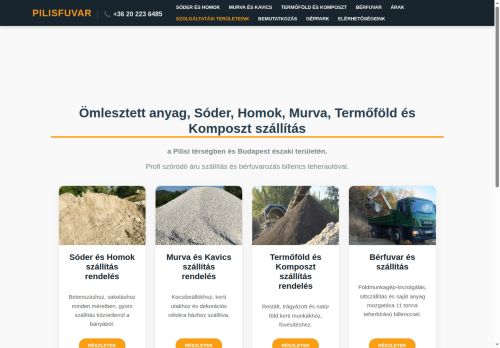 PILISFUVAR
+36 20 223 6485
SÓDER ÉS HOMOK
MURVA ÉS KAVICS
TERMŐFÖLD ÉS KOMPOSZT
BÉRFUVAR
ÁRAK
SZOLGÁLTATÁSI TERÜLETEINK
BEMUTATKOZÁS
GÉPPARK
ELÉRHETŐSÉGEINK
Ömlesztett anyag, Sóder, Homok, Murva, Termőföld és
Komposzt szállítás
a Pilisi térségben és Budapest északi területén.
Profi szóródó áru szállítás és bérfuvarozás billencs teherautóval.
Sóder és Homok
szállítás
rendelés
Betonozáshoz, vakoláshoz
minden méretben, gyors
szállítás közvetlenül a
bányából.
RÉSZLETEK
Murva és Kavics
szállítás
rendelés
Kocsibeállókhoz, kerti
utakhoz és dekorációs
célokra házhoz szállítva.
RÉSZLETEK
Termőföld és
Komposzt
szállítás
rendelés
Rostált, trágyázott és natúr
föld kerti munkákhoz,
füvesítéshez.
RÉSZLETEK
Bérfuvar és
szállítás
Földmunkagép-kiszolgálás,
sittszállítás és saját anyag
mozgatása 11 tonna
teherbírású billenccsel.
RÉSZLETEK